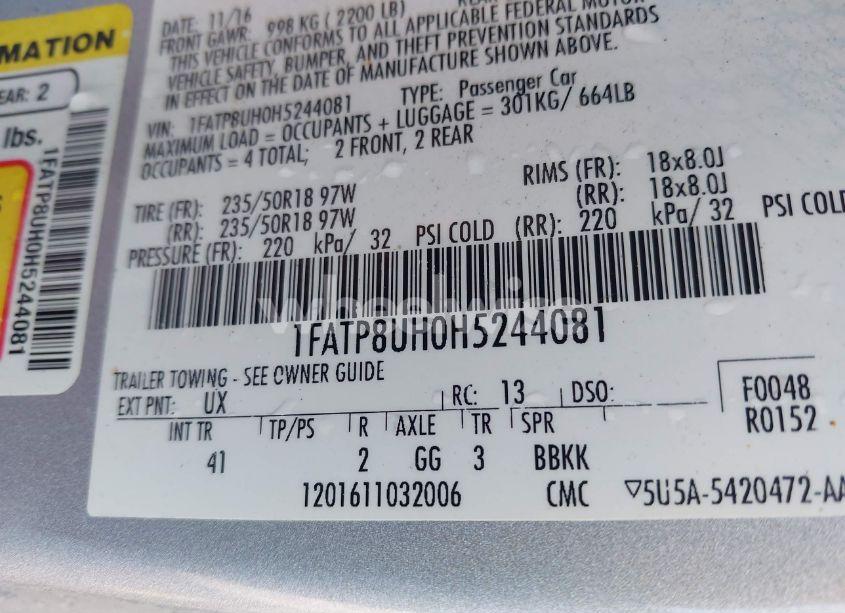 MATION
EAR: 2
lbs.
1FATP8UH0H5244081
DATE: 11/16
FRONT GAWR: 998 KG ( 2200 LB)
THIS VEHICLE CONFORMS TO ALL APPLICABLE FEDERAL MOTOR
VEHICLE SAFETY, BUMPER, AND THEFT PREVENTION STANDARDS
IN EFFECT ON THE DATE OF MANUFACTURE SHOWN ABOVE.
VIN: 1FATP8UH0H5244081 TYPE: Passenger Car
MAXIMUM LOAD = OCCUPANTS + LUGGAGE = 301KG/ 664LB
OCCUPANTS = 4 TOTAL; 2 FRONT, 2 REAR
TIRE (FR): 235/50R18 97W RIMS (FR): 18x8.0J
(RR): 235/50R18 97W (RR): 18x8.0J
PRESSURE (FR): 220 kPa/ 32 PSI COLD (RR): 220 kPa/ 32 PSI COLD
1FATP8UH0H5244081
TRAILER TOWING - SEE OWNER GUIDE
EXT PNT: UX RC: 13 DSO: F0048
INT TR TP/PS R AXLE TR SPR R0152
41 2 GG 3 BBKK
1201611032006 CMC ▽5U5A-5420472-AA